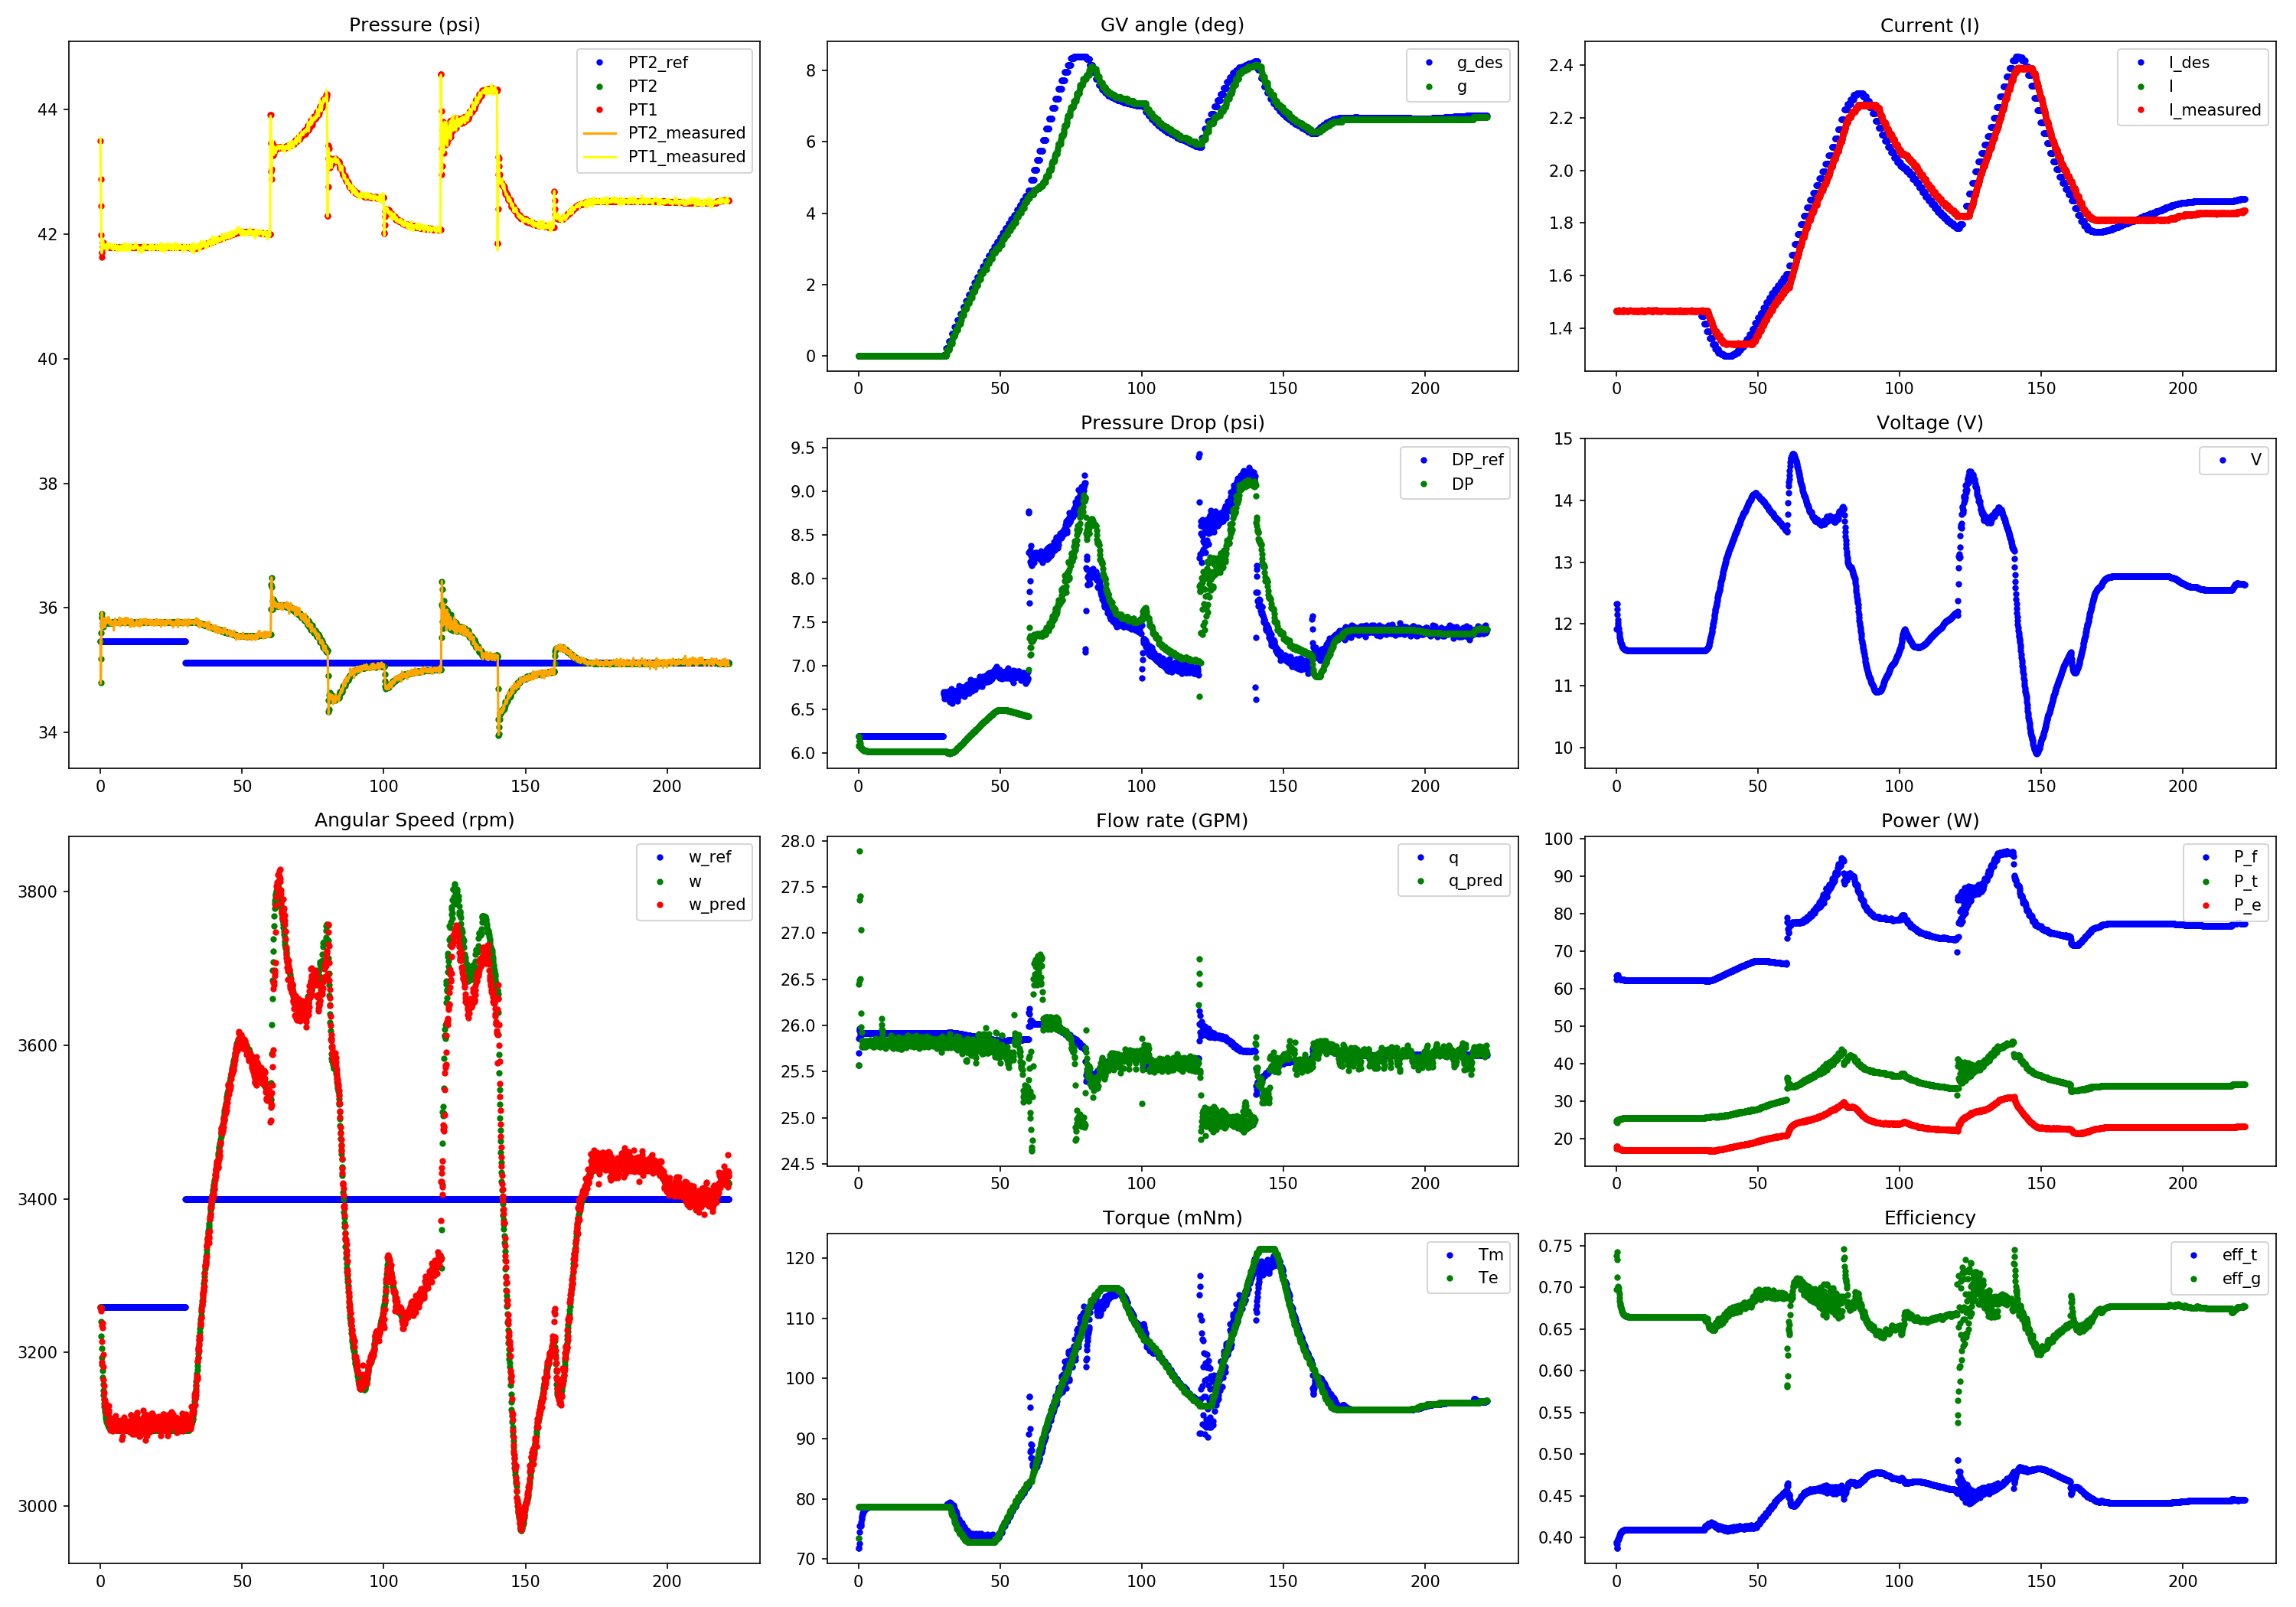 Pressure (psi)
PT2_ref
PT2
PT1
PT2_measured
PT1_measured
44
42
40
38
36
34
0 50 100 150 200
GV angle (deg)
g_des
g
8
6
4
2
0
0 50 100 150 200
Current (I)
I_des
I
I_measured
2.4
2.2
2.0
1.8
1.6
1.4
0 50 100 150 200
Pressure Drop (psi)
DP_ref
DP
9.5
9.0
8.5
8.0
7.5
7.0
6.5
6.0
0 50 100 150 200
Voltage (V)
V
15
14
13
12
11
10
0 50 100 150 200
Angular Speed (rpm)
w_ref
w
w_pred
3800
3600
3400
3200
3000
0 50 100 150 200
Flow rate (GPM)
q
q_pred
28.0
27.5
27.0
26.5
26.0
25.5
25.0
24.5
0 50 100 150 200
Power (W)
P_f
P_t
P_e
100
90
80
70
60
50
40
30
20
0 50 100 150 200
Torque (mNm)
Tm
Te
120
110
100
90
80
70
0 50 100 150 200
Efficiency
eff_t
eff_g
0.75
0.70
0.65
0.60
0.55
0.50
0.45
0.40
0 50 100 150 200